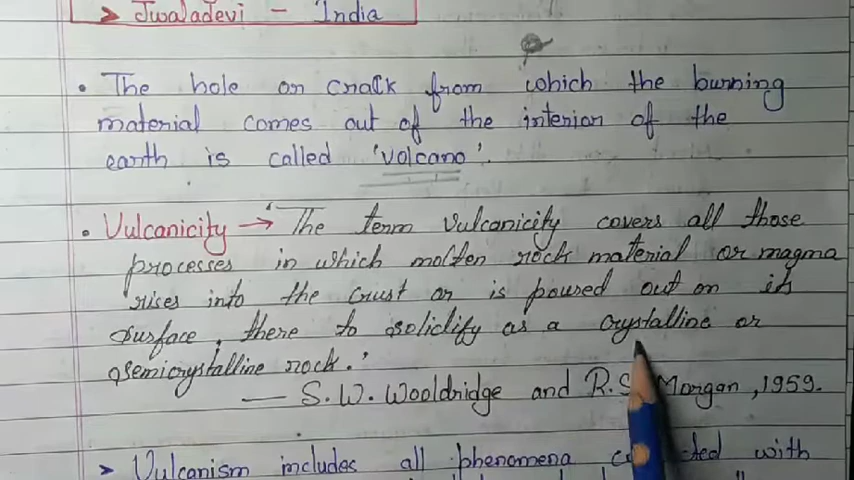 > Jwaladevi - India
• The hole or crack from which the burning
material comes out of the interior of the
earth is called 'volcano'.
• Vulcanicity → 'The term vulcanicity covers all those
processes in which molten rock material or magma
rises into the crust or is poured out on its
surface, there to solidify as a crystalline or
semicrystalline rock.'
— S.W. Wooldridge and R.S. Morgan, 1959.
> Vulcanism includes all phenomena with